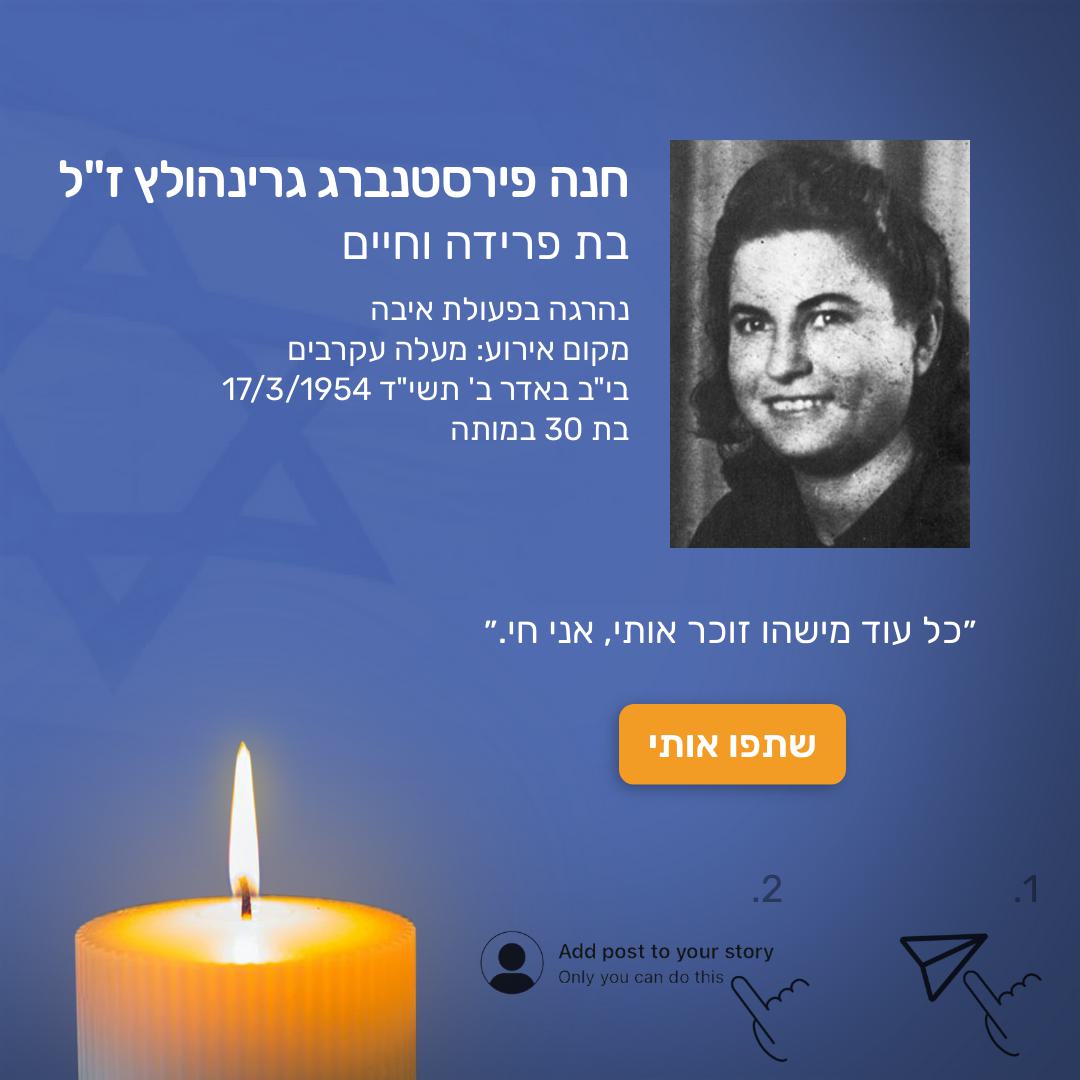 חנה פירסטנברג גרינהולץ ז"ל
בת פרידה וחיים
נהרגה בפעולת איבה
מקום אירוע: מעלה עקרבים
בי"ב באדר ב' תשי"ד 17/3/1954
בת 30 במותה
״כל עוד מישהו זוכר אותי, אני חי.״
שתפו אותי
1.
2.
Add post to your story
Only you can do this